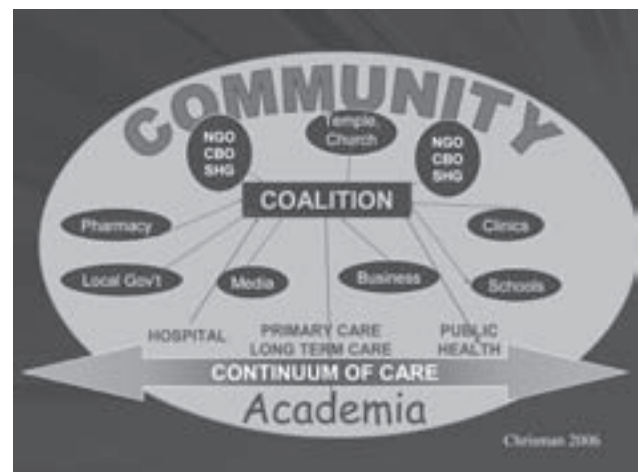 COMMUNITY
Temple,
Church
NGO
CBO
SHG
NGO
CBO
SHG
COALITION
Pharmacy
Clinics
Local Gov't
Media
Business
Schools
HOSPITAL
PRIMARY CARE
LONG TERM CARE
PUBLIC
HEALTH
CONTINUUM OF CARE
Academia
Chrisman 2006